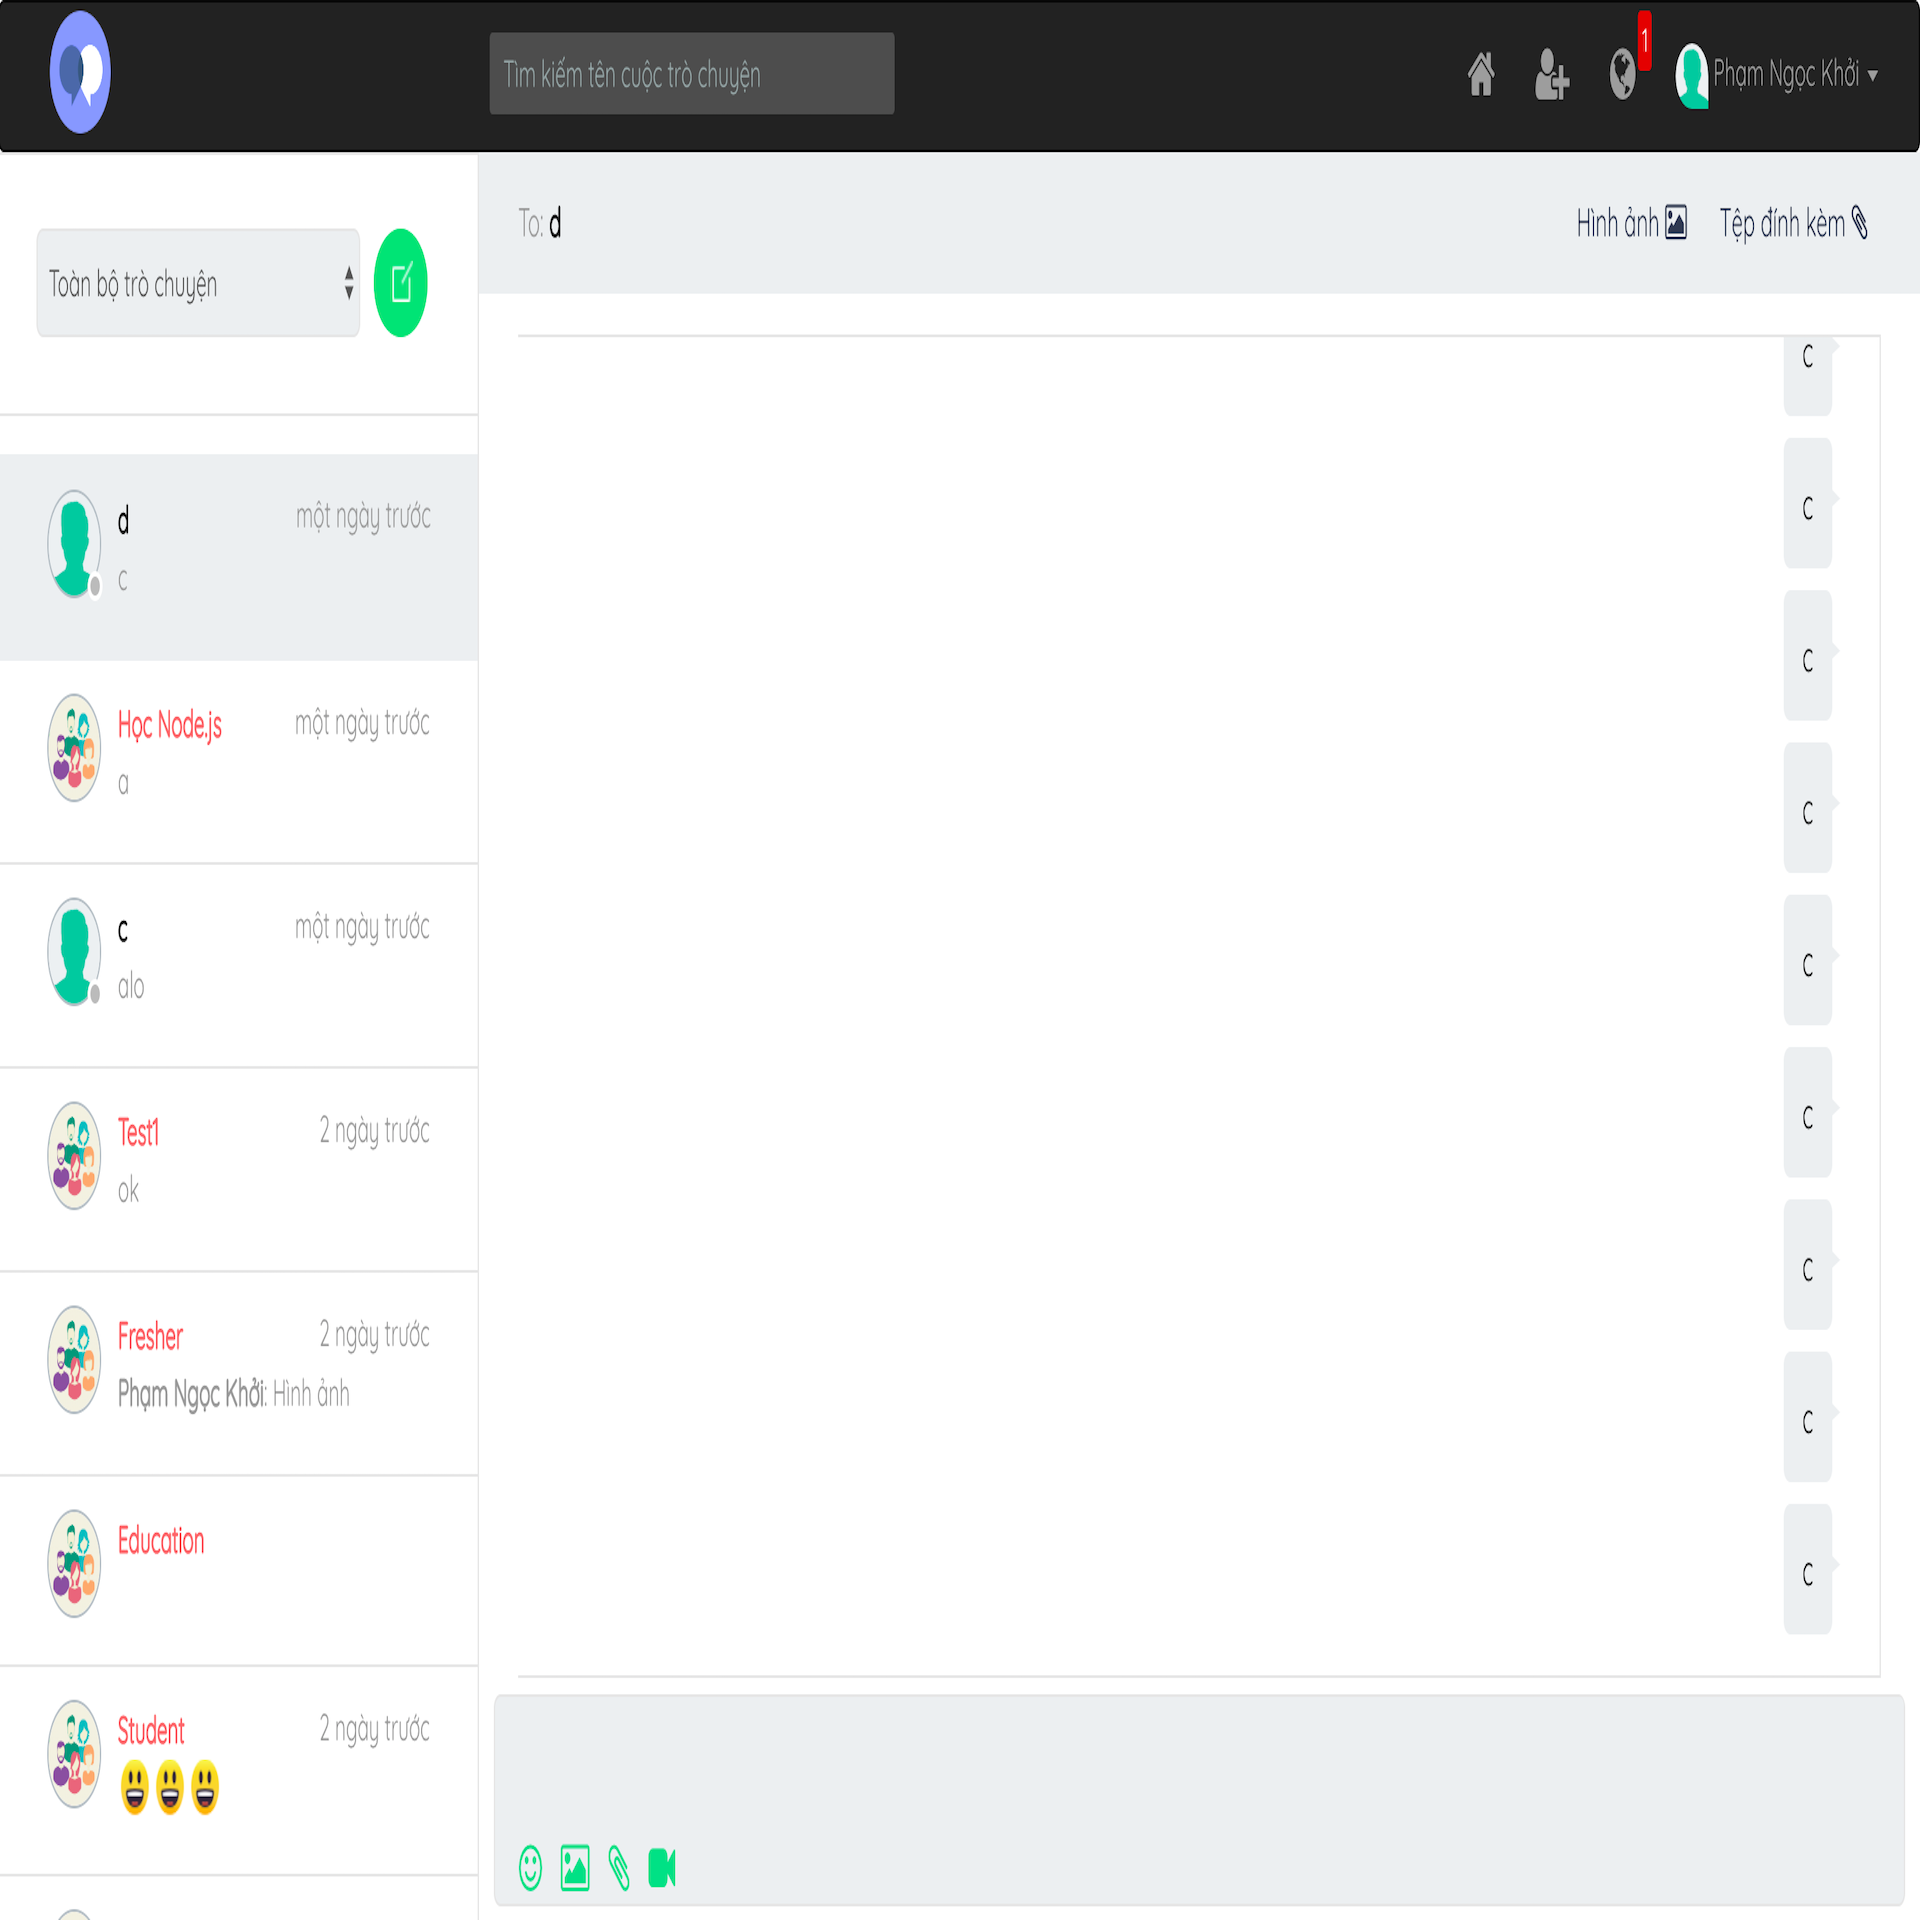 Tìm kiếm tên cuộc trò chuyện
1
Phạm Ngọc Khởi
Toàn bộ trò chuyện
To: d
Hình ảnh
Tệp đính kèm
d
một ngày trước
c
Học Node.js
một ngày trước
a
c
một ngày trước
alo
Test1
2 ngày trước
ok
Fresher
2 ngày trước
Phạm Ngọc Khởi: Hình ảnh
Education
Student
2 ngày trước
😃😃😃
c
c
c
c
c
c
c
c
c